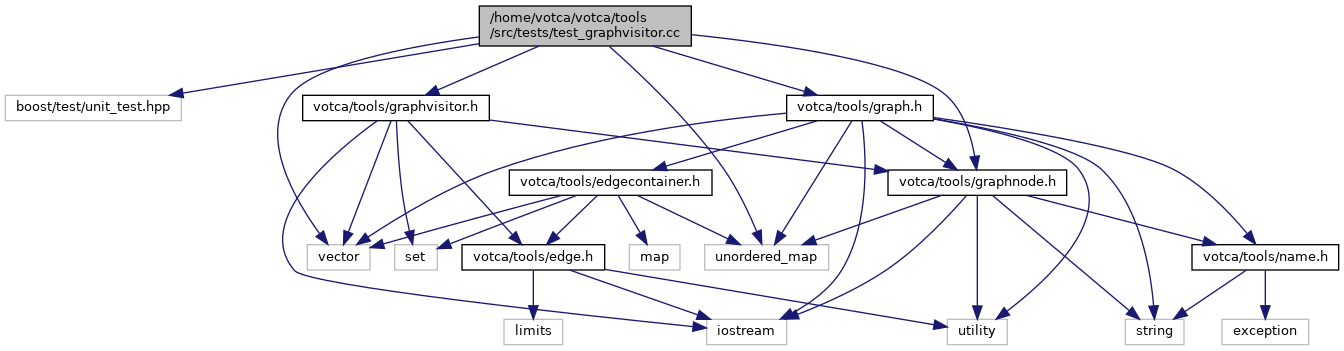 /home/votca/votca/tools
/src/tests/test_graphvisitor.cc
boost/test/unit_test.hpp
votca/tools/graphvisitor.h
votca/tools/graph.h
votca/tools/edgecontainer.h
votca/tools/graphnode.h
vector
set
votca/tools/edge.h
map
unordered_map
votca/tools/name.h
limits
iostream
utility
string
exception